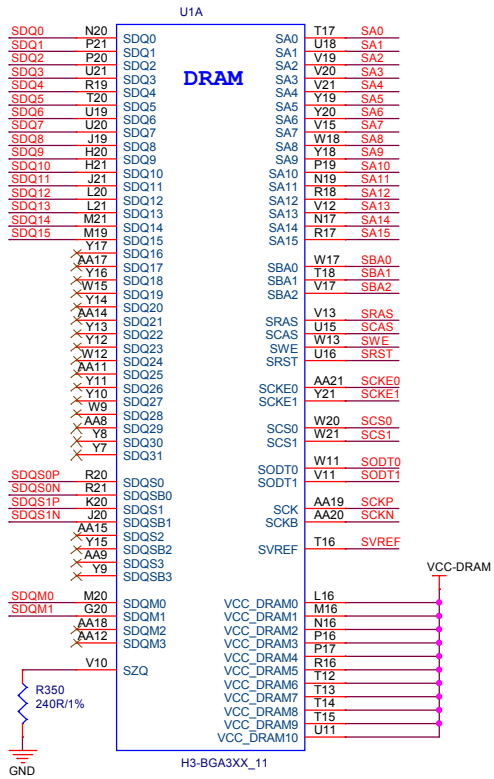 U1A
DRAM
SDQ0 N20 SDQ0
SDQ1 P21 SDQ1
SDQ2 P20 SDQ2
SDQ3 U21 SDQ3
SDQ4 R19 SDQ4
SDQ5 T20 SDQ5
SDQ6 U19 SDQ6
SDQ7 U20 SDQ7
SDQ8 J19 SDQ8
SDQ9 H20 SDQ9
SDQ10 H21 SDQ10
SDQ11 J21 SDQ11
SDQ12 L20 SDQ12
SDQ13 L21 SDQ13
SDQ14 M21 SDQ14
SDQ15 M19 SDQ15
Y17 SDQ16
AA17 SDQ17
Y16 SDQ18
W15 SDQ19
Y14 SDQ20
AA14 SDQ21
Y13 SDQ22
Y12 SDQ23
W12 SDQ24
AA11 SDQ25
Y11 SDQ26
Y10 SDQ27
W9 SDQ28
AA8 SDQ29
Y8 SDQ30
Y7 SDQ31
SDQS0P R20 SDQS0
SDQS0N R21 SDQSB0
SDQS1P K20 SDQS1
SDQS1N J20 SDQSB1
AA15 SDQS2
Y15 SDQSB2
AA9 SDQS3
Y9 SDQSB3
SDQM0 M20 SDQM0
SDQM1 G20 SDQM1
AA18 SDQM2
AA12 SDQM3
V10 SZQ
R350
240R/1%
GND
SA0 T17 SA0
SA1 U18 SA1
SA2 V19 SA2
SA3 V20 SA3
SA4 V21 SA4
SA5 Y19 SA5
SA6 Y20 SA6
SA7 V15 SA7
SA8 W18 SA8
SA9 Y18 SA9
SA10 P19 SA10
SA11 N19 SA11
SA12 R18 SA12
SA13 V12 SA13
SA14 N17 SA14
SA15 R17 SA15
SBA0 W17 SBA0
SBA1 T18 SBA1
SBA2 V17 SBA2
SRAS V13 SRAS
SCAS U15 SCAS
SWE W13 SWE
SRST U16 SRST
SCKE0 AA21 SCKE0
SCKE1 Y21 SCKE1
SCS0 W20 SCS0
SCS1 W21 SCS1
SODT0 W11 SODT0
SODT1 V11 SODT1
SCK AA19 SCKP
SCKB AA20 SCKN
SVREF T16 SVREF
VCC-DRAM
VCC_DRAM0 L16
VCC_DRAM1 M16
VCC_DRAM2 N16
VCC_DRAM3 P16
VCC_DRAM4 P17
VCC_DRAM5 R16
VCC_DRAM6 T12
VCC_DRAM7 T13
VCC_DRAM8 T14
VCC_DRAM9 T15
VCC_DRAM10 U11
H3-BGA3XX_11